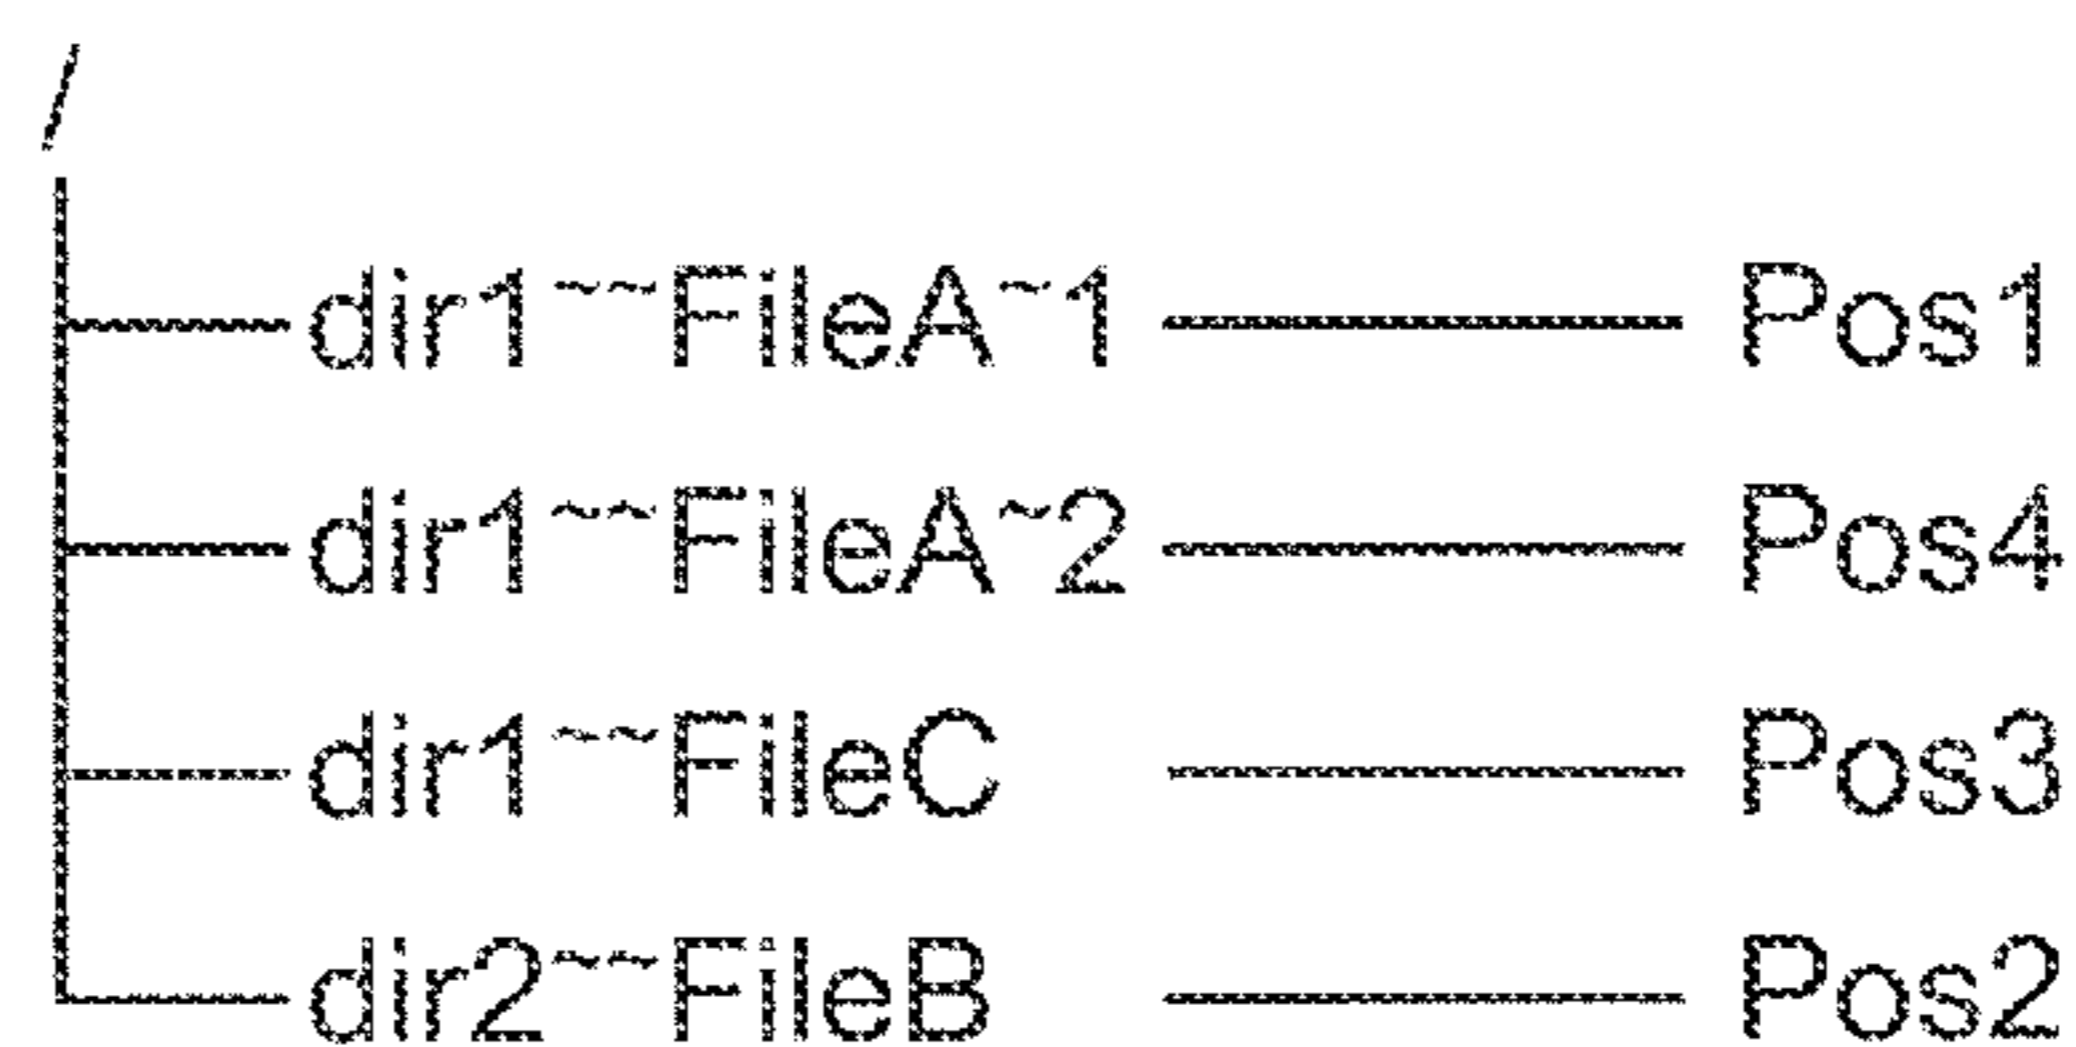 /
dir1~~FileA~1 Pos1
dir1~~FileA~2 Pos4
dir1~~FileC Pos3
dir2~~FileB Pos2